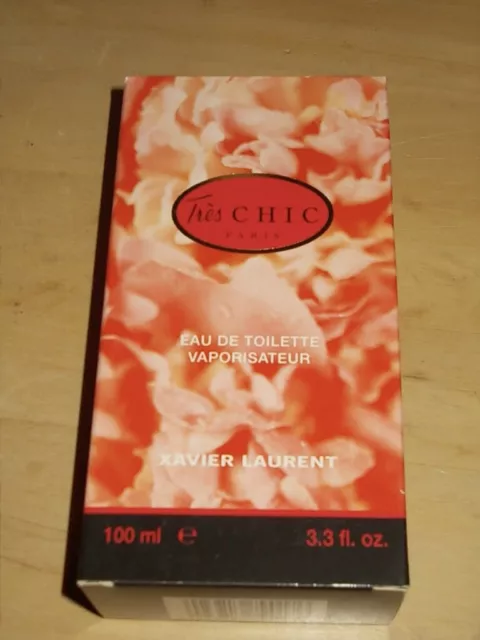 Très CHIC
PARIS
EAU DE TOILETTE
VAPORISATEUR
XAVIER LAURENT
100 ml ℮ 3.3 fl. oz.